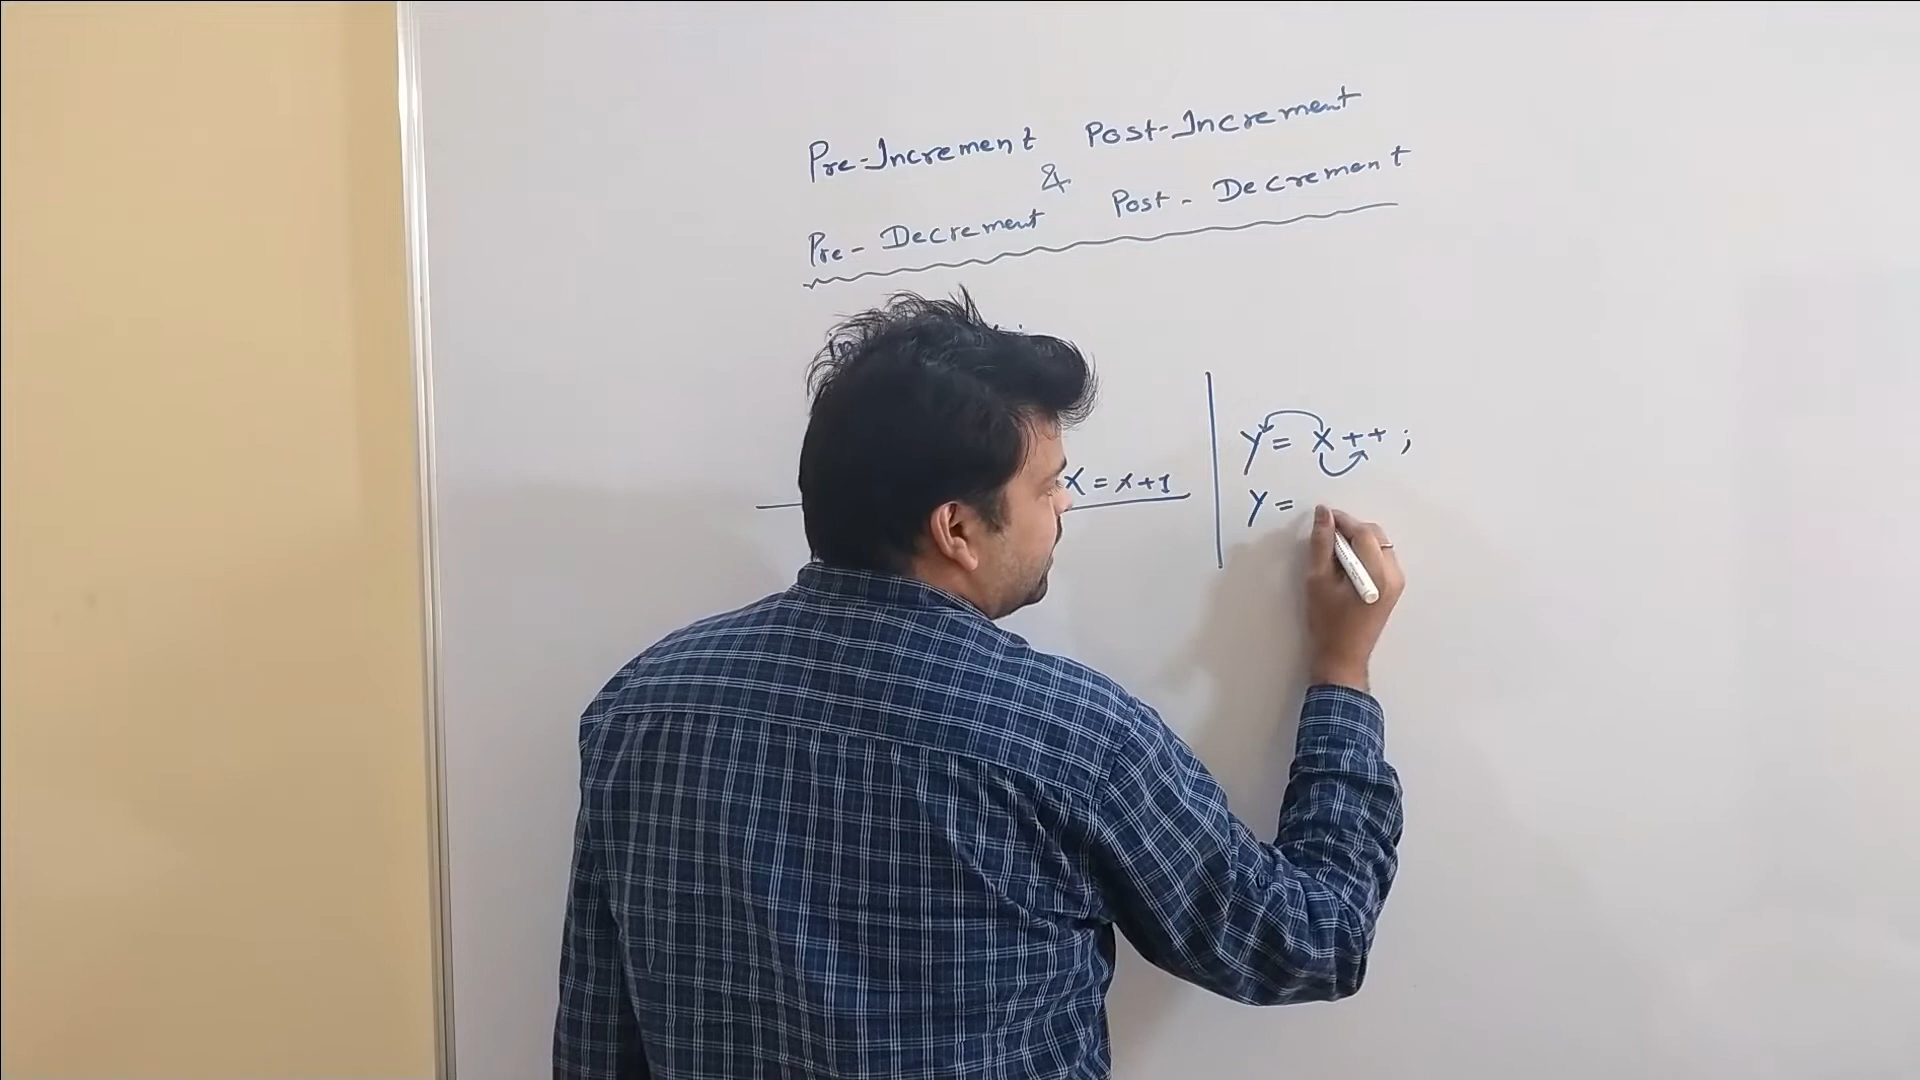 Pre-Increment Post-Increment
&
Pre-Decrement Post-Decrement
X = x+1
Y = X++;
Y =